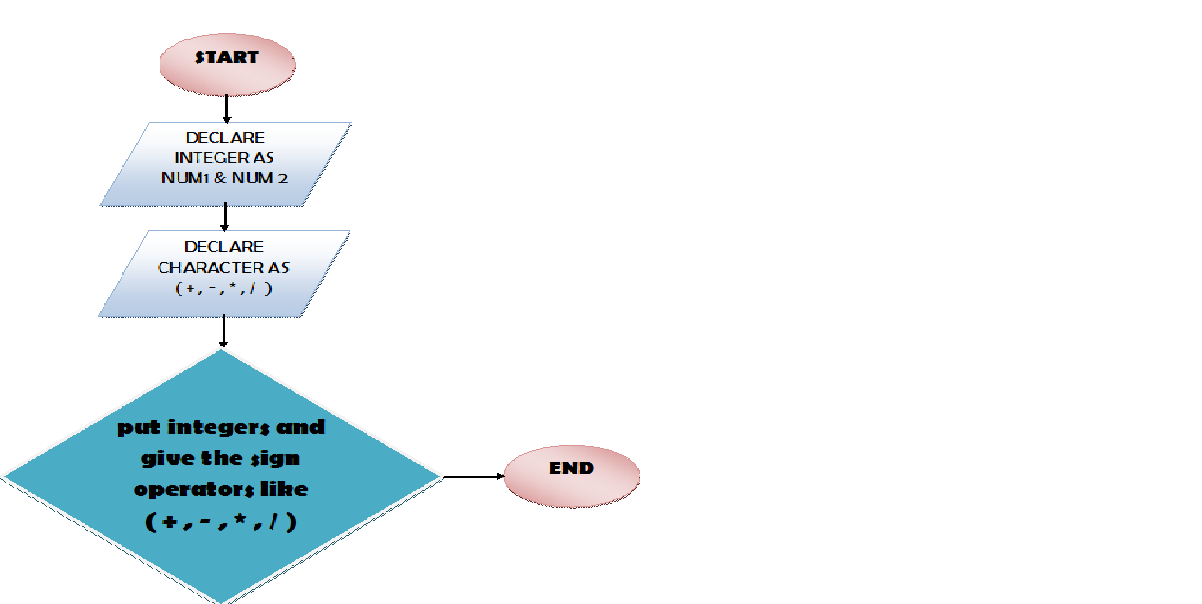 START
DECLARE
INTEGER AS
NUM1 & NUM 2
DECLARE
CHARACTER AS
( + , - , * , / )
put integers and
give the sign
operators like
( + , - , * , / )
END